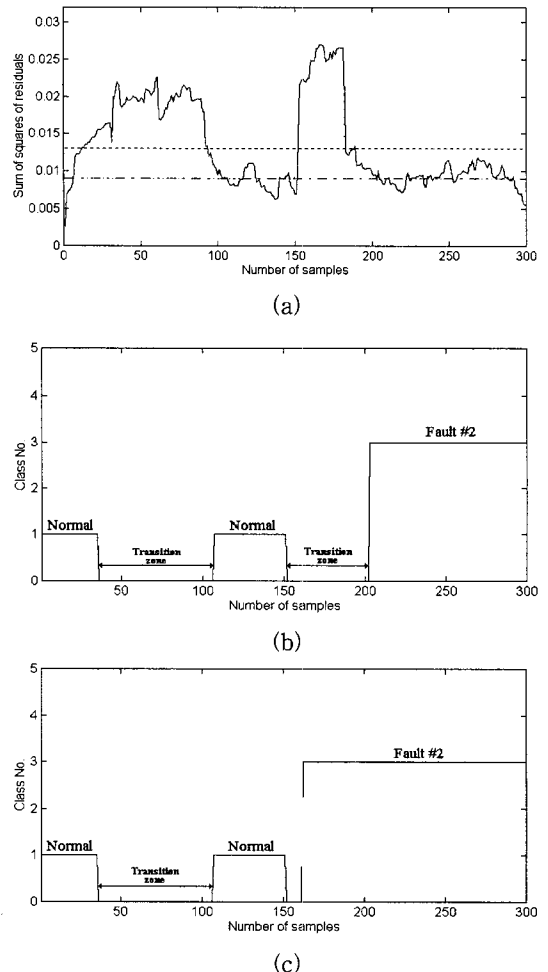 0.03
0.025
0.02
0.015
0.01
0.005
0
Sum of squares of residuals
0 50 100 150 200 250 300
Number of samples
(a)
5
4
3
2
1
0
Class No.
Normal
Transition
zone
Normal
Transition
zone
Fault #2
50 100 150 200 250 300
Number of samples
(b)
5
4
3
2
1
0
Class No.
Normal
Transition
zone
Normal
Fault #2
50 100 150 200 250 300
Number of samples
(c)